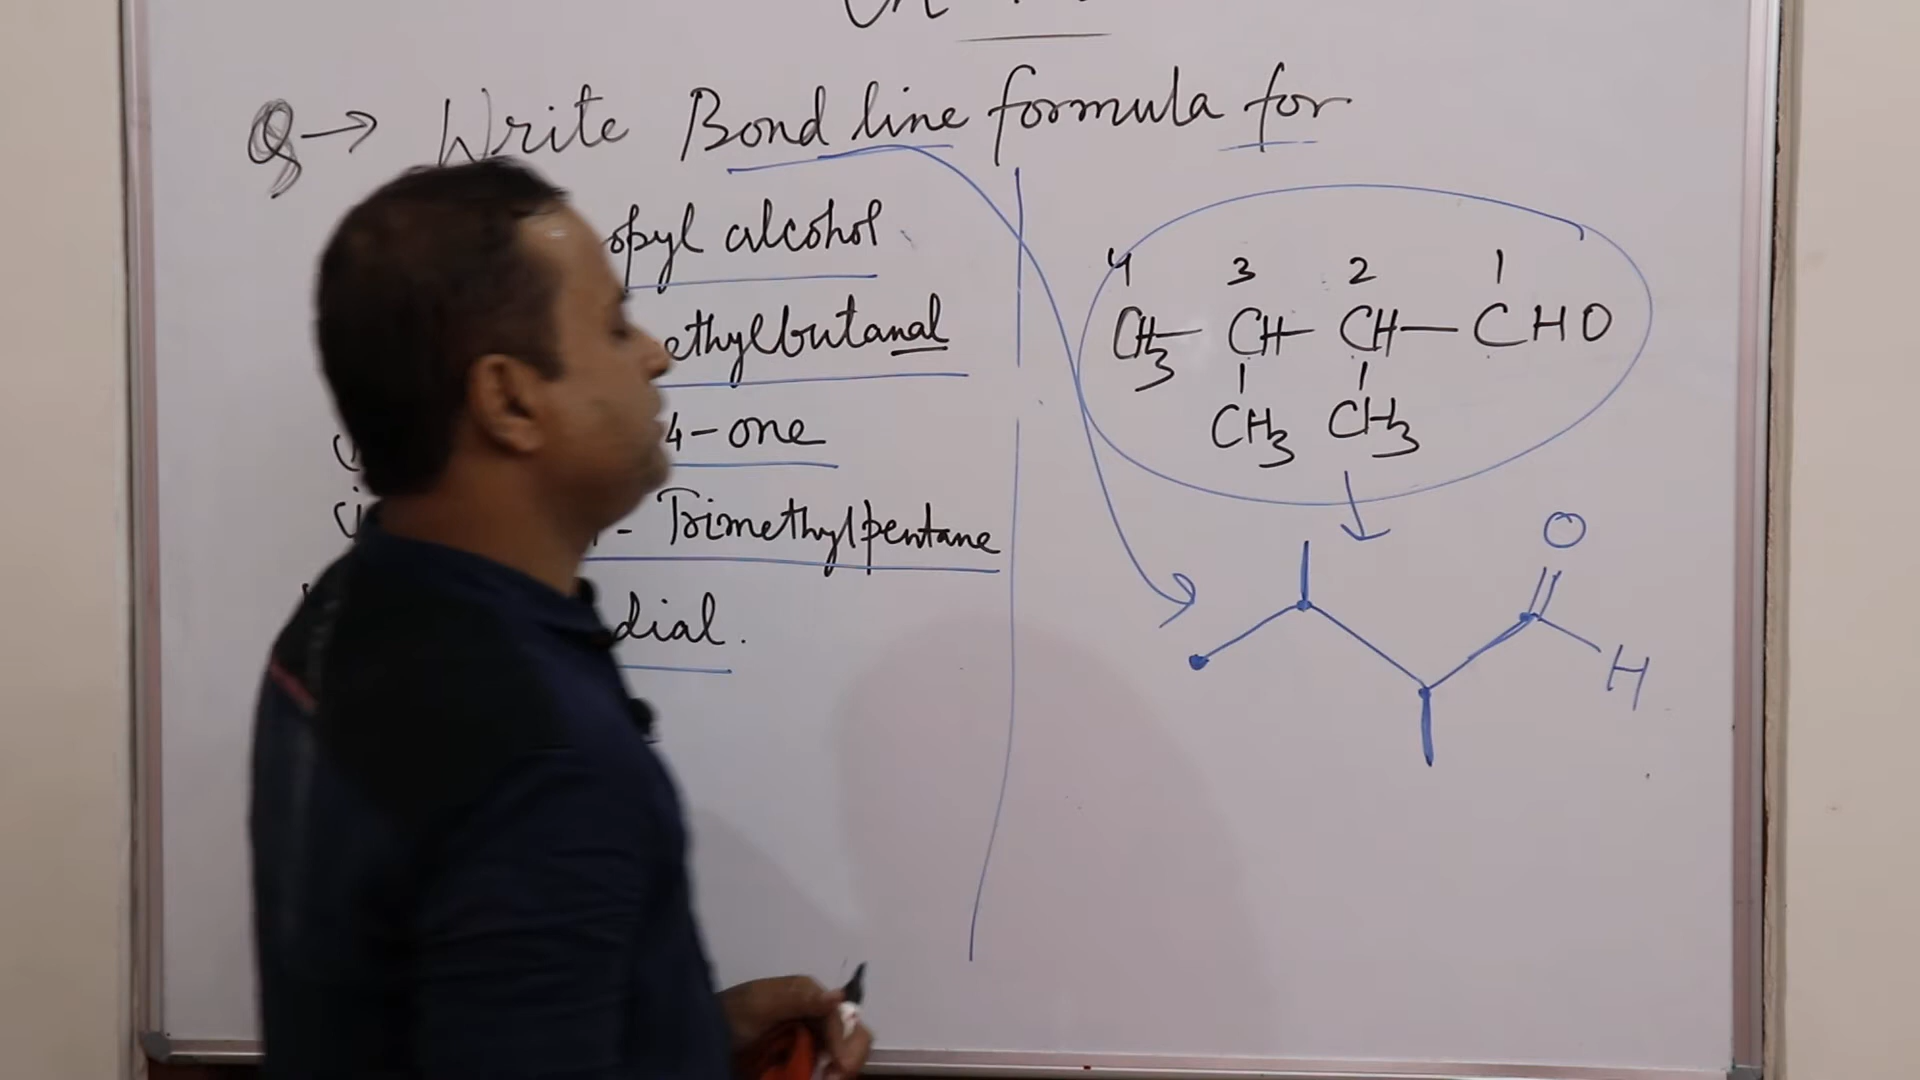 Q→ Write Bond line formula for
opyl alcohol
ethylbutanal
4-one
- Trimethylpentane
dial.
4 3 2 1
CH3 — CH — CH — CHO
CH3 CH3
O
H